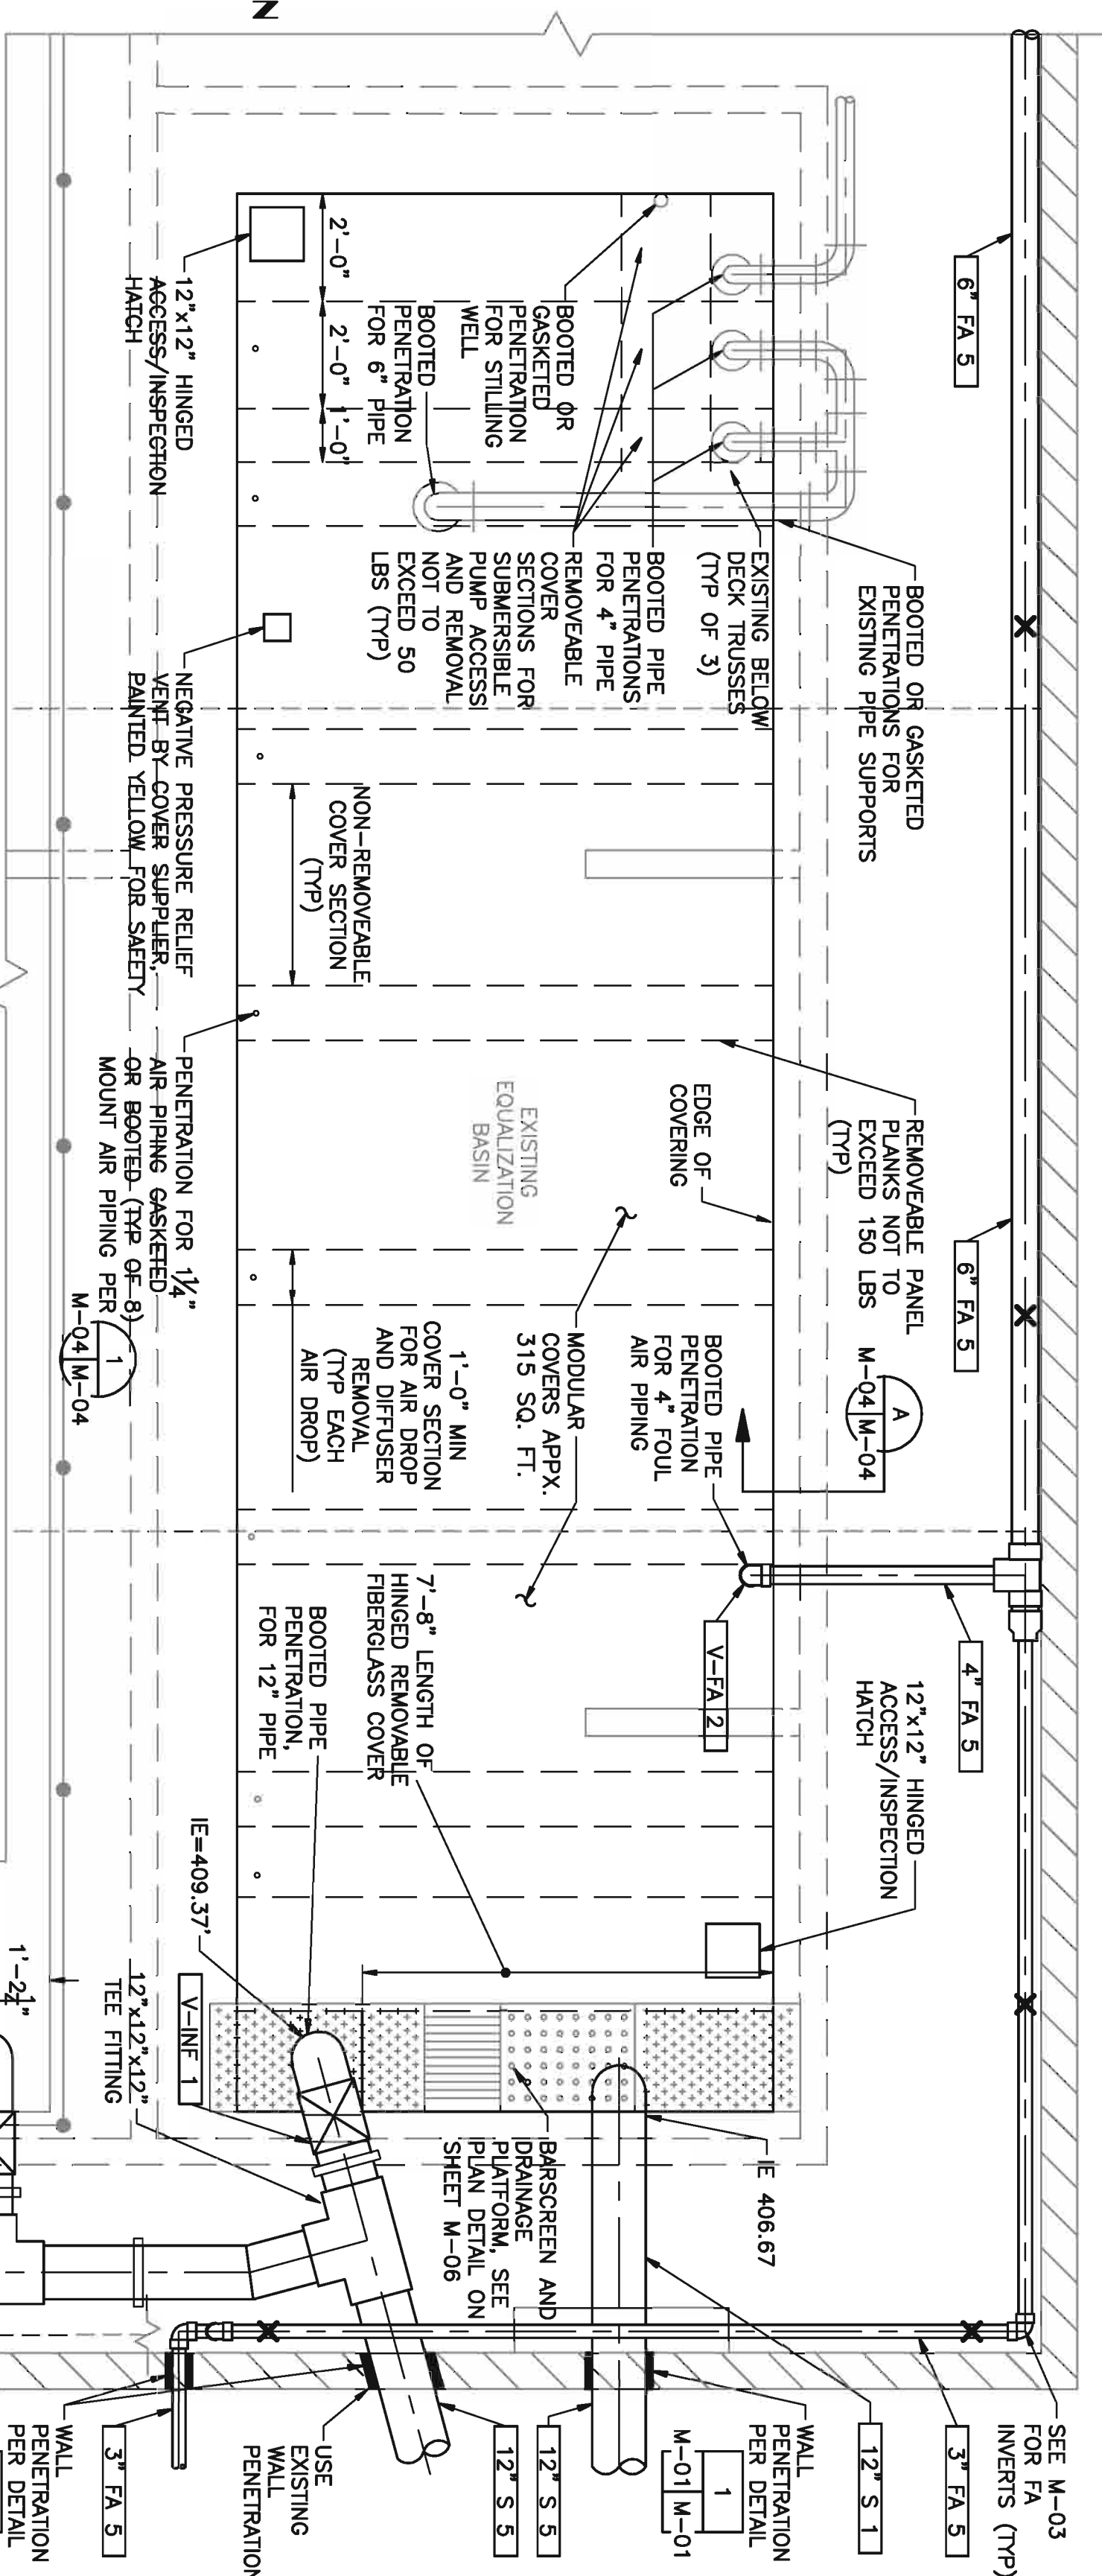 N
6" FA 5
6" FA 5
SEE M-03
FOR FA
INVERTS (TYP)
3" FA 5
12" S 1
BOOTED OR GASKETED
PENETRATIONS FOR
EXISTING PIPE SUPPORTS
REMOVEABLE PANEL
PLANKS NOT TO
EXCEED 150 LBS
(TYP)
A
M-04
M-04
4" FA 5
12"x12" HINGED
ACCESS/INSPECTION
HATCH
V-FA 2
EXISTING BELOW
DECK TRUSSES
(TYP OF 3)
BOOTED PIPE
PENETRATIONS
FOR 4" PIPE
REMOVEABLE
COVER
SECTIONS FOR
SUBMERSIBLE
PUMP ACCESS
AND REMOVAL
NOT TO
EXCEED 50
LBS (TYP)
EDGE OF
COVERING
BOOTED PIPE
PENETRATION
FOR 4" FOUL
AIR PIPING
IE 406.67
WALL
PENETRATION
PER DETAIL
1
M-01
M-01
BOOTED OR
GASKETED
PENETRATION
FOR STILLING
WELL
BOOTED
PENETRATION
FOR 6" PIPE
2'-0"
2'-0"
1'-0"
NON-REMOVEABLE
COVER SECTION
(TYP)
EXISTING
EQUALIZATION
BASIN
MODULAR
COVERS APPX.
315 SQ. FT.
1'-0" MIN
COVER SECTION
FOR AIR DROP
AND DIFFUSER
REMOVAL
(TYP EACH
AIR DROP)
7'-8" LENGTH OF
HINGED REMOVABLE
FIBERGLASS COVER
BOOTED PIPE
PENETRATION,
FOR 12" PIPE
BARSCREEN AND
DRAINAGE
PLATFORM, SEE
PLAN DETAIL ON
SHEET M-06
12" S 5
12" S 5
USE
EXISTING
WALL
PENETRATION
12"x12" HINGED
ACCESS/INSPECTION
HATCH
NEGATIVE PRESSURE RELIEF
VENT BY COVER SUPPLIER,
PAINTED YELLOW FOR SAFETY
PENETRATION FOR 1¼"
AIR PIPING GASKETED
OR BOOTED (TYP OF 8)
MOUNT AIR PIPING PER
1
M-04
M-04
IE=409.37'
V-INF 1
12"x12"x12"
TEE FITTING
1'-2¼"
3" FA 5
WALL
PENETRATION
PER DETAIL